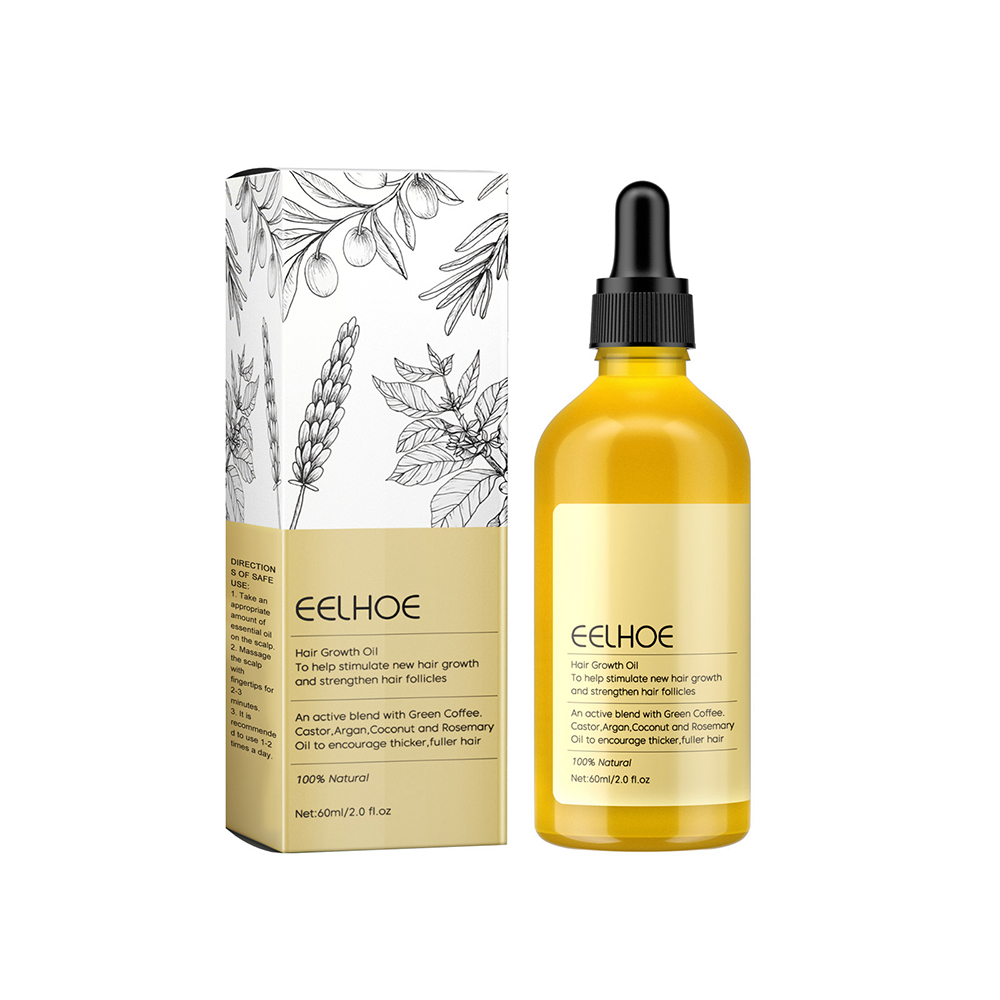 DIRECTION
S OF SAFE
USE:
1. Take an
appropriate
amount of
essential oil
on the scalp.
2. Massage
the scalp
with
fingertips for
2-3
minutes.
3. It is
recommende
d to use 1-2
times a day.
EELHOE
Hair Growth Oil
To help stimulate new hair growth
and strengthen hair follicles
An active blend with Green Coffee.
Castor,Argan,Coconut and Rosemary
Oil to encourage thicker,fuller hair
100% Natural
Net:60ml/2.0 fl.oz
EELHOE
Hair Growth Oil
To help stimulate new hair growth
and strengthen hair follicles
An active blend with Green Coffee.
Castor,Argan,Coconut and Rosemary
Oil to encourage thicker,fuller hair
100% Natural
Net:60ml/2.0 fl.oz